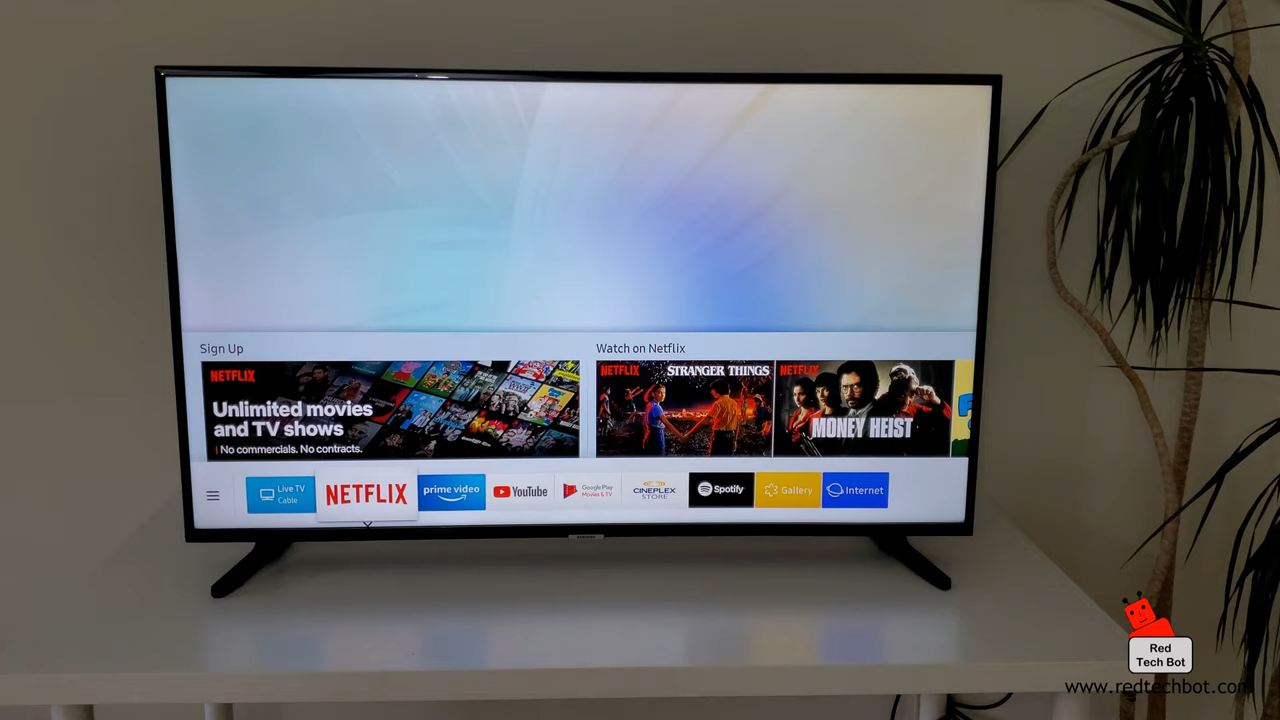 Sign Up
Watch on Netflix
NETFLIX
Unlimited movies
and TV shows
No commercials. No contracts.
NETFLIX
STRANGER THINGS
NETFLIX
MONEY HEIST
Live TV
Cable
NETFLIX
prime video
YouTube
Google Play
Movies & TV
CINEPLEX
STORE
Spotify
Gallery
Internet
SAMSUNG
Red
Tech Bot
www.redtechbot.com